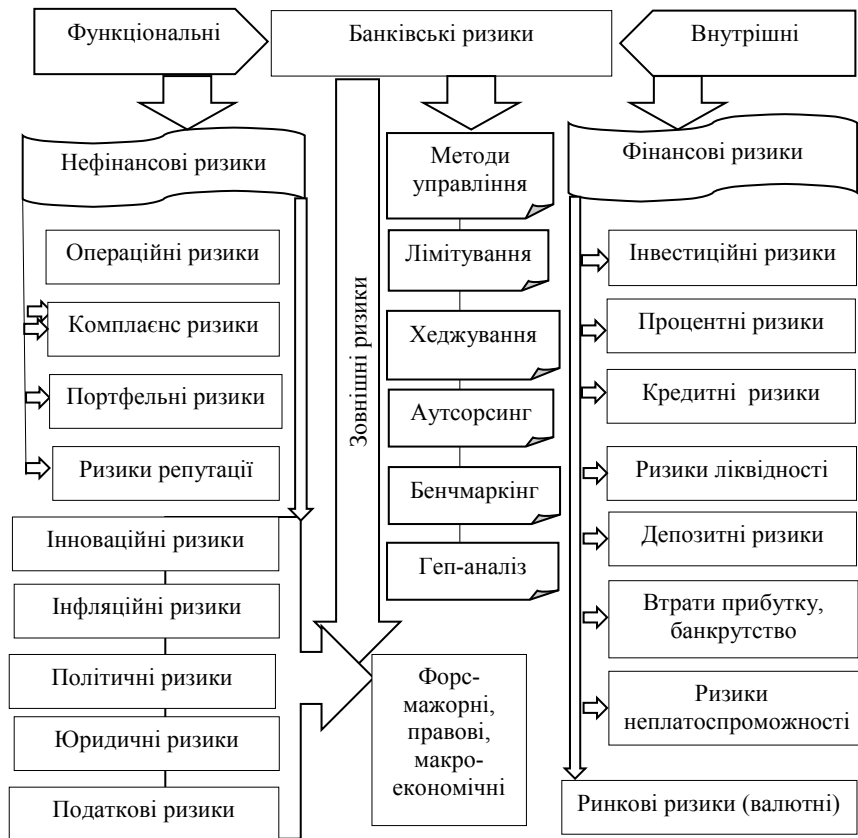 Функціональні
Банківські ризики
Внутрішні
Нефінансові ризики
Операційні ризики
Комплаєнс ризики
Портфельні ризики
Ризики репутації
Інноваційні ризики
Інфляційні ризики
Політичні ризики
Юридичні ризики
Податкові ризики
Зовнішні ризики
Форс-
мажорні,
правові,
макро-
економічні
Методи
управління
Лімітування
Хеджування
Аутсорсинг
Бенчмаркінг
Геп-аналіз
Фінансові ризики
Інвестиційні ризики
Процентні ризики
Кредитні ризики
Ризики ліквідності
Депозитні ризики
Втрати прибутку,
банкрутство
Ризики
неплатоспроможності
Ринкові ризики (валютні)